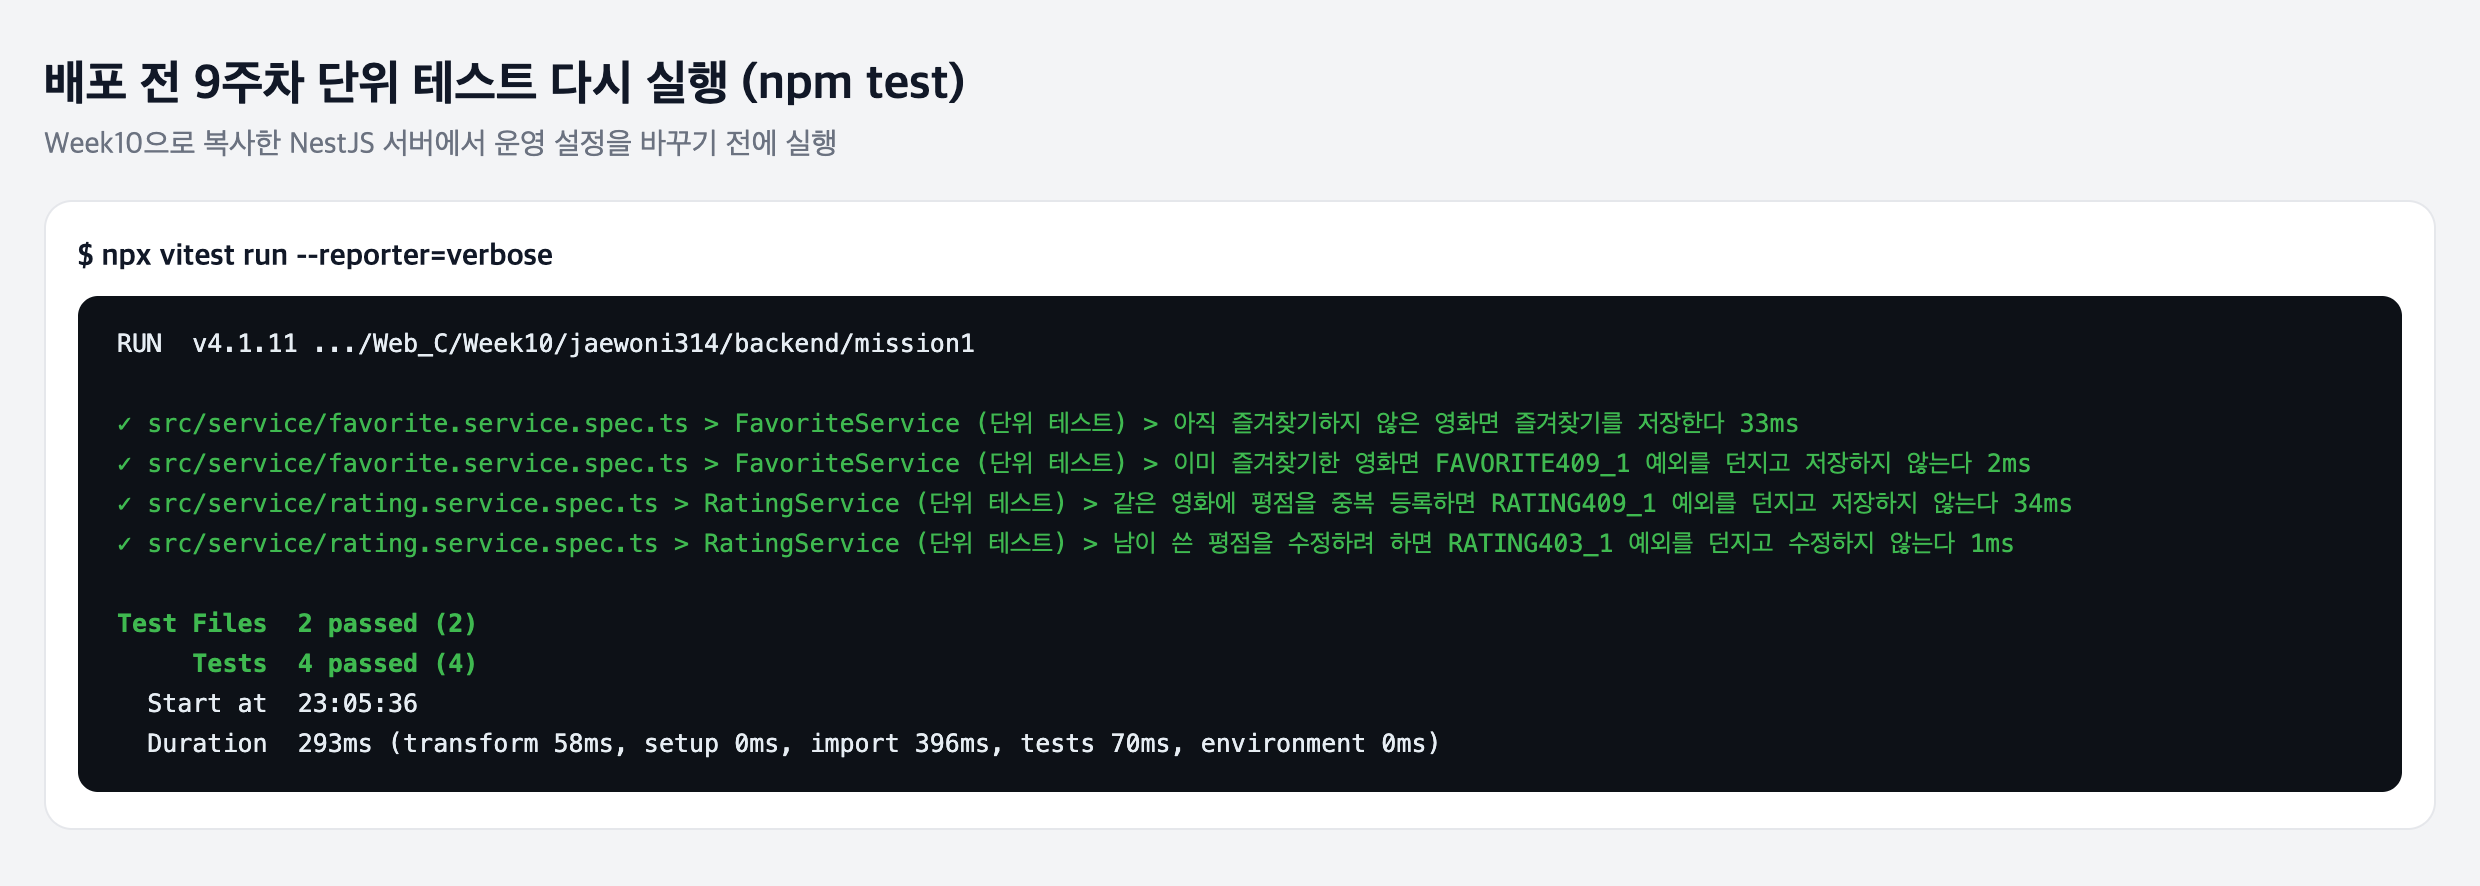 배포 전 9주차 단위 테스트 다시 실행 (npm test)
Week10으로 복사한 NestJS 서버에서 운영 설정을 바꾸기 전에 실행
$ npx vitest run --reporter=verbose
RUN  v4.1.11 .../Web_C/Week10/jaewoni314/backend/mission1
✓ src/service/favorite.service.spec.ts > FavoriteService (단위 테스트) > 아직 즐겨찾기하지 않은 영화면 즐겨찾기를 저장한다 33ms
✓ src/service/favorite.service.spec.ts > FavoriteService (단위 테스트) > 이미 즐겨찾기한 영화면 FAVORITE409_1 예외를 던지고 저장하지 않는다 2ms
✓ src/service/rating.service.spec.ts > RatingService (단위 테스트) > 같은 영화에 평점을 중복 등록하면 RATING409_1 예외를 던지고 저장하지 않는다 34ms
✓ src/service/rating.service.spec.ts > RatingService (단위 테스트) > 남이 쓴 평점을 수정하려 하면 RATING403_1 예외를 던지고 수정하지 않는다 1ms
Test Files  2 passed (2)
Tests  4 passed (4)
Start at  23:05:36
Duration  293ms (transform 58ms, setup 0ms, import 396ms, tests 70ms, environment 0ms)